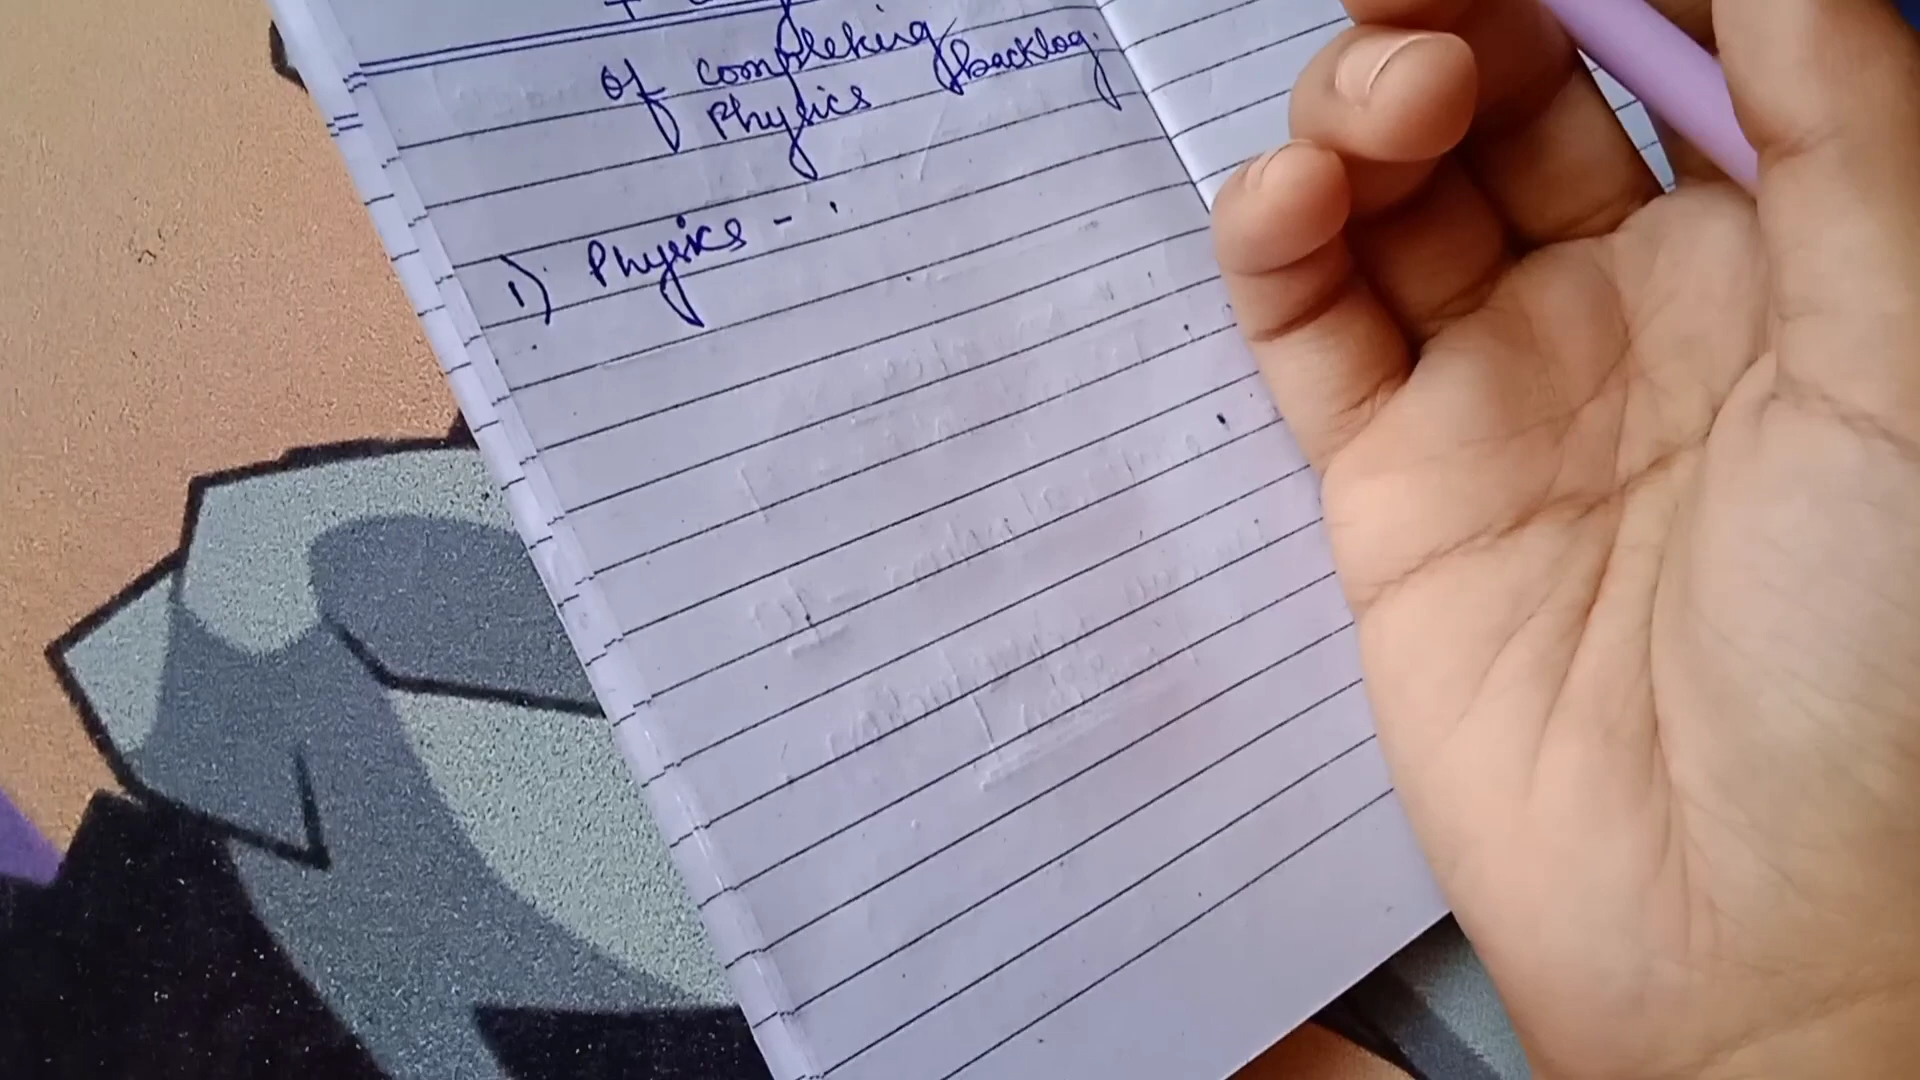 of completing
Physics backlog.
1) Physics -